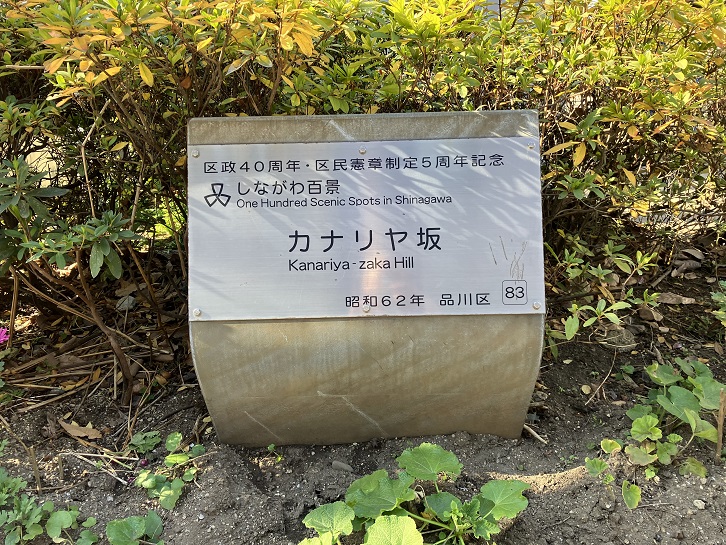 区政40周年・区民憲章制定5周年記念
しながわ百景
One Hundred Scenic Spots in Shinagawa
カナリヤ坂
Kanariya-zaka Hill
昭和62年 品川区 83